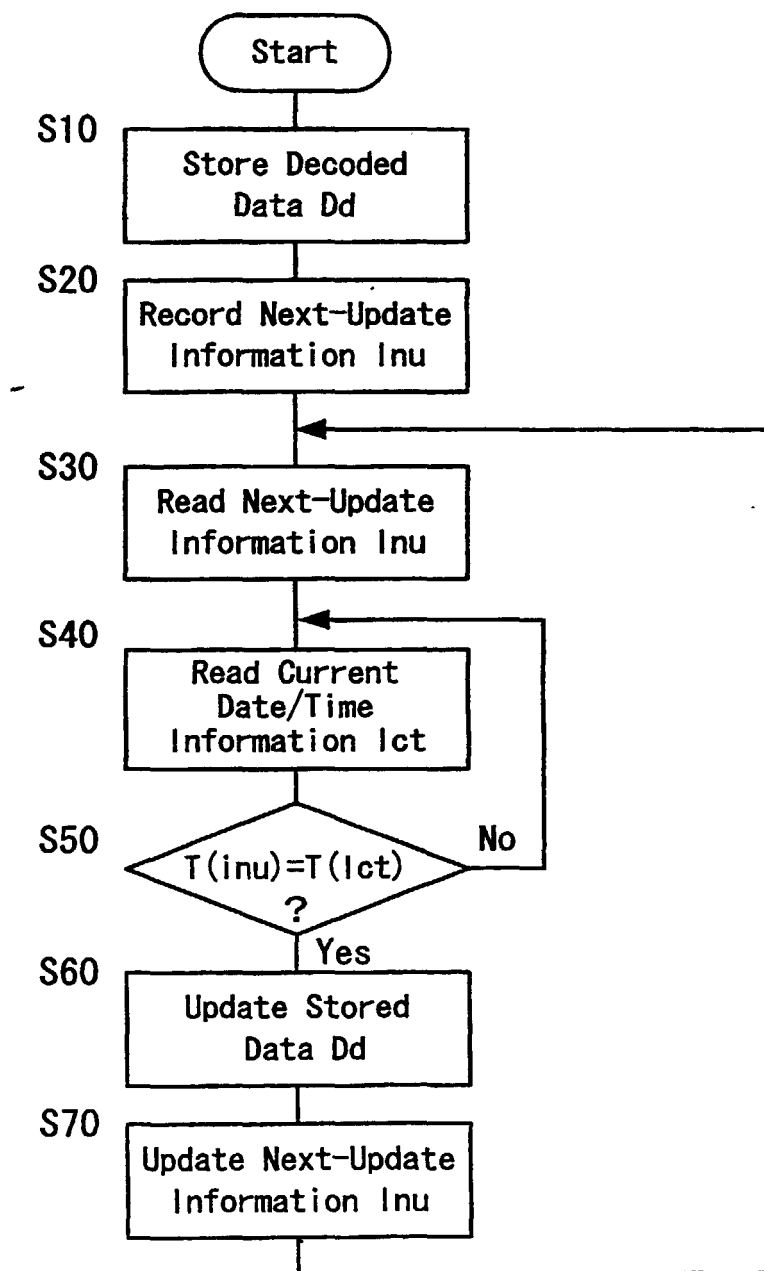 Start
S10
Store Decoded
Data Dd
S20
Record Next-Update
Information Inu
S30
Read Next-Update
Information Inu
S40
Read Current
Date/Time
Information Ict
S50
T(inu)=T(Ict)
?
No
Yes
S60
Update Stored
Data Dd
S70
Update Next-Update
Information Inu